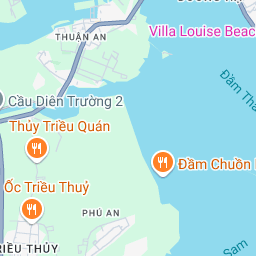 THUẬN AN
Villa Louise Beac
Đầm Tha
Cầu Diên Trường 2
Thủy Triều Quán
Đầm Chuồn
Ốc Triều Thuỷ
PHÚ AN
RIỀU THỦY
Sam